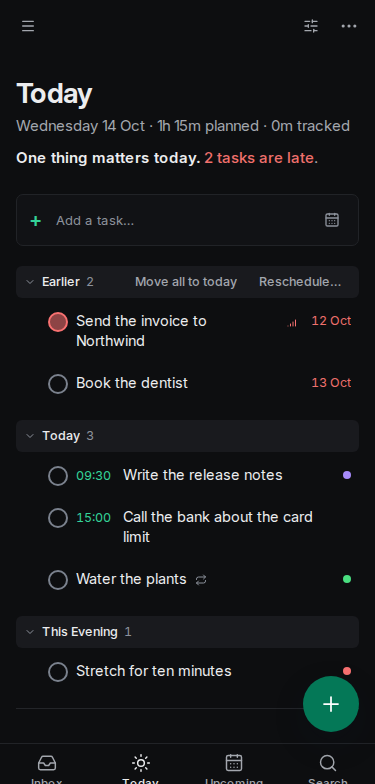 Today
Wednesday 14 Oct · 1h 15m planned · 0m tracked
One thing matters today. 2 tasks are late.
+ Add a task...
Earlier 2 Move all to today Reschedule...
Send the invoice to 12 Oct
Northwind
Book the dentist 13 Oct
Today 3
09:30 Write the release notes
15:00 Call the bank about the card
limit
Water the plants
This Evening 1
Stretch for ten minutes
Inbox Today Upcoming Search